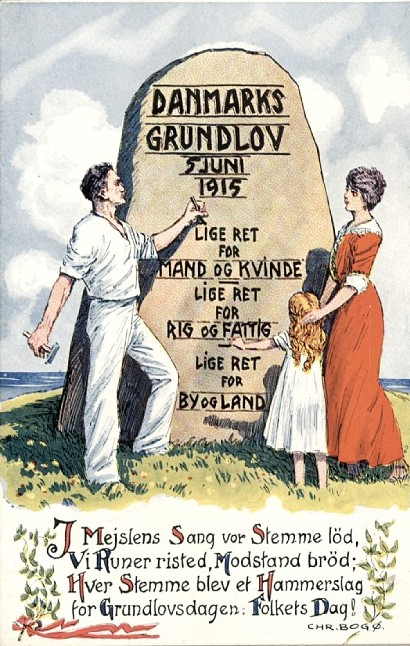 DANMARKS
GRUNDLOV
5 JUNI
1915
LIGE RET
FOR
MAND OG KVINDE
LIGE RET
FOR
RIG OG FATTIG
LIGE RET
FOR
BY OG LAND
I Mejslens Sang vor Stemme löd,
Vi Runer risted, Modstand bröd;
Hver Stemme blev et Hammerslag
for Grundlovsdagen: Folkets Dag!
CHR. BOGØ.